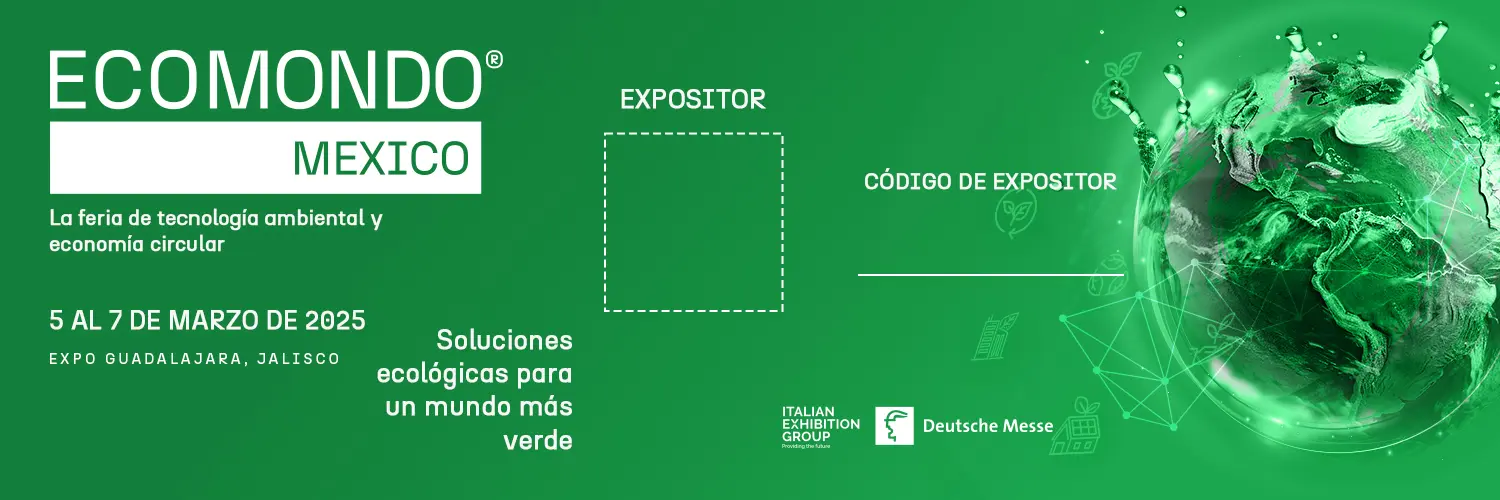 ECOMONDO®
MEXICO
La feria de tecnología ambiental y
economía circular
5 AL 7 DE MARZO DE 2025
EXPO GUADALAJARA, JALISCO
Soluciones
ecológicas para
un mundo más
verde
EXPOSITOR
CÓDIGO DE EXPOSITOR
ITALIAN
EXHIBITION
GROUP
Providing the future
Deutsche Messe